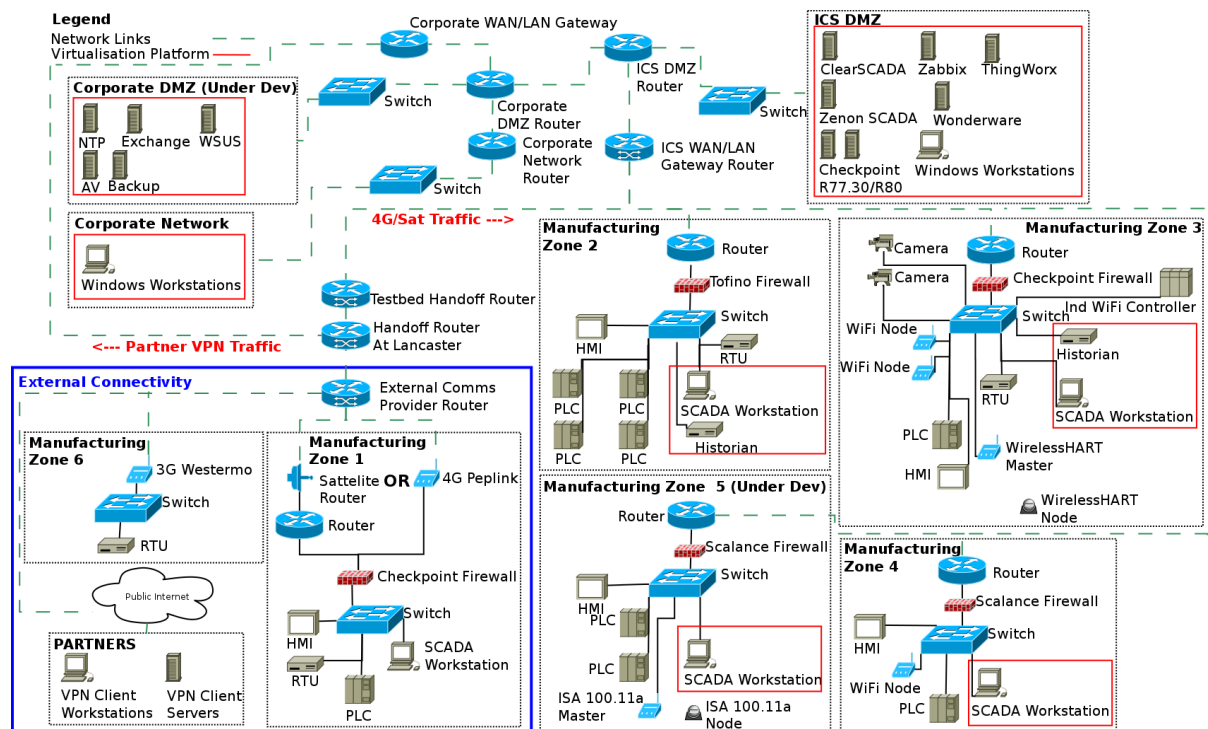 Legend
Network Links
Virtualisation Platform
Corporate WAN/LAN Gateway
ICS DMZ
Router
Switch
ICS DMZ
ClearSCADA
Zabbix
ThingWorx
Zenon SCADA
Wonderware
Checkpoint
R77.30/R80
Windows Workstations
Corporate DMZ (Under Dev)
NTP
Exchange
WSUS
AV
Backup
Switch
Corporate
DMZ Router
Corporate
Network
Router
ICS WAN/LAN
Gateway Router
Switch
Corporate Network
Windows Workstations
4G/Sat Traffic --->
Testbed Handoff Router
Handoff Router
At Lancaster
<--- Partner VPN Traffic
External Connectivity
External Comms
Provider Router
Manufacturing
Zone 6
3G Westermo
Switch
RTU
Public Internet
PARTNERS
VPN Client
Workstations
VPN Client
Servers
Manufacturing
Zone 1
Sattelite OR
Router
4G Peplink
Router
Checkpoint Firewall
Switch
HMI
RTU
PLC
SCADA
Workstation
Manufacturing
Zone 2
Router
Tofino Firewall
Switch
HMI
RTU
PLC
PLC
SCADA Workstation
PLC
PLC
Historian
Manufacturing Zone 3
Camera
Camera
Router
Checkpoint Firewall
Ind WiFi Controller
Switch
WiFi Node
WiFi Node
Historian
RTU
SCADA Workstation
PLC
HMI
WirelessHART
Master
WirelessHART
Node
Manufacturing Zone 5 (Under Dev)
Router
Scalance Firewall
Switch
HMI
PLC
PLC
SCADA Workstation
ISA 100.11a
Master
ISA 100.11a
Node
Manufacturing
Zone 4
Router
Scalance Firewall
Switch
HMI
WiFi Node
PLC
SCADA Workstation